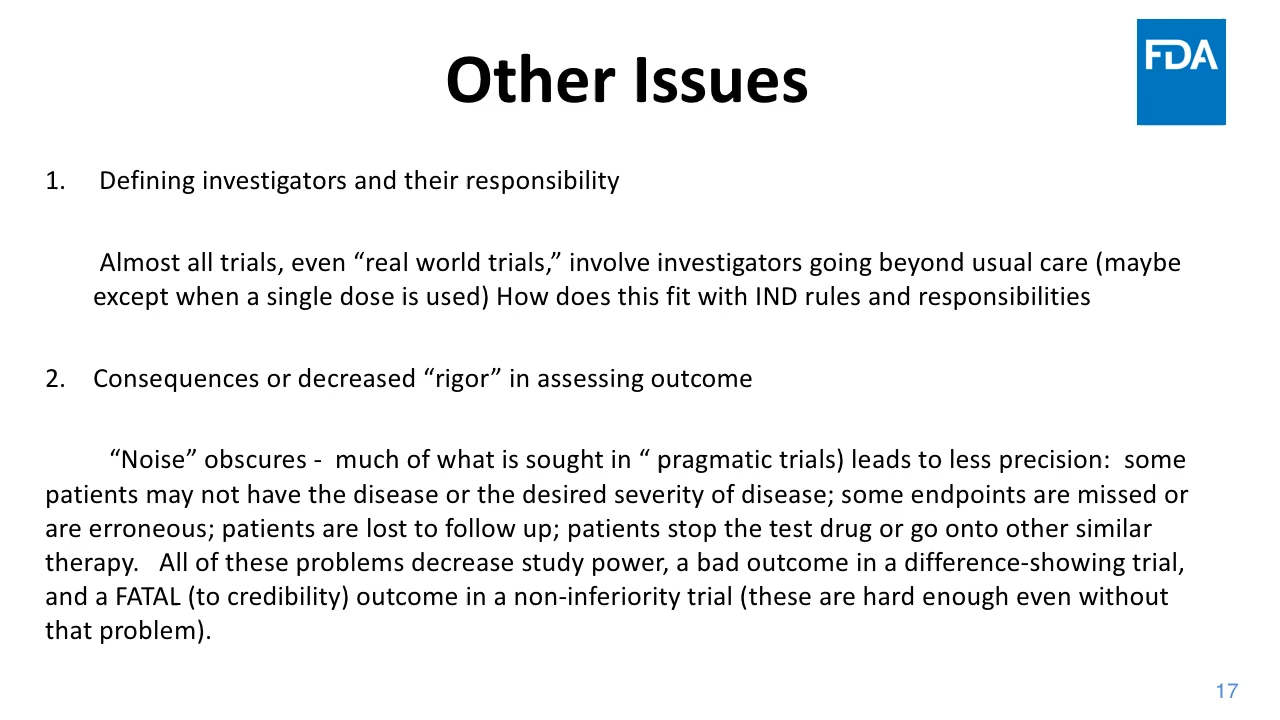 Other Issues
FDA
1. Defining investigators and their responsibility
Almost all trials, even “real world trials,” involve investigators going beyond usual care (maybe
except when a single dose is used) How does this fit with IND rules and responsibilities
2. Consequences or decreased “rigor” in assessing outcome
“Noise” obscures - much of what is sought in “ pragmatic trials) leads to less precision: some
patients may not have the disease or the desired severity of disease; some endpoints are missed or
are erroneous; patients are lost to follow up; patients stop the test drug or go onto other similar
therapy. All of these problems decrease study power, a bad outcome in a difference-showing trial,
and a FATAL (to credibility) outcome in a non-inferiority trial (these are hard enough even without
that problem).
17